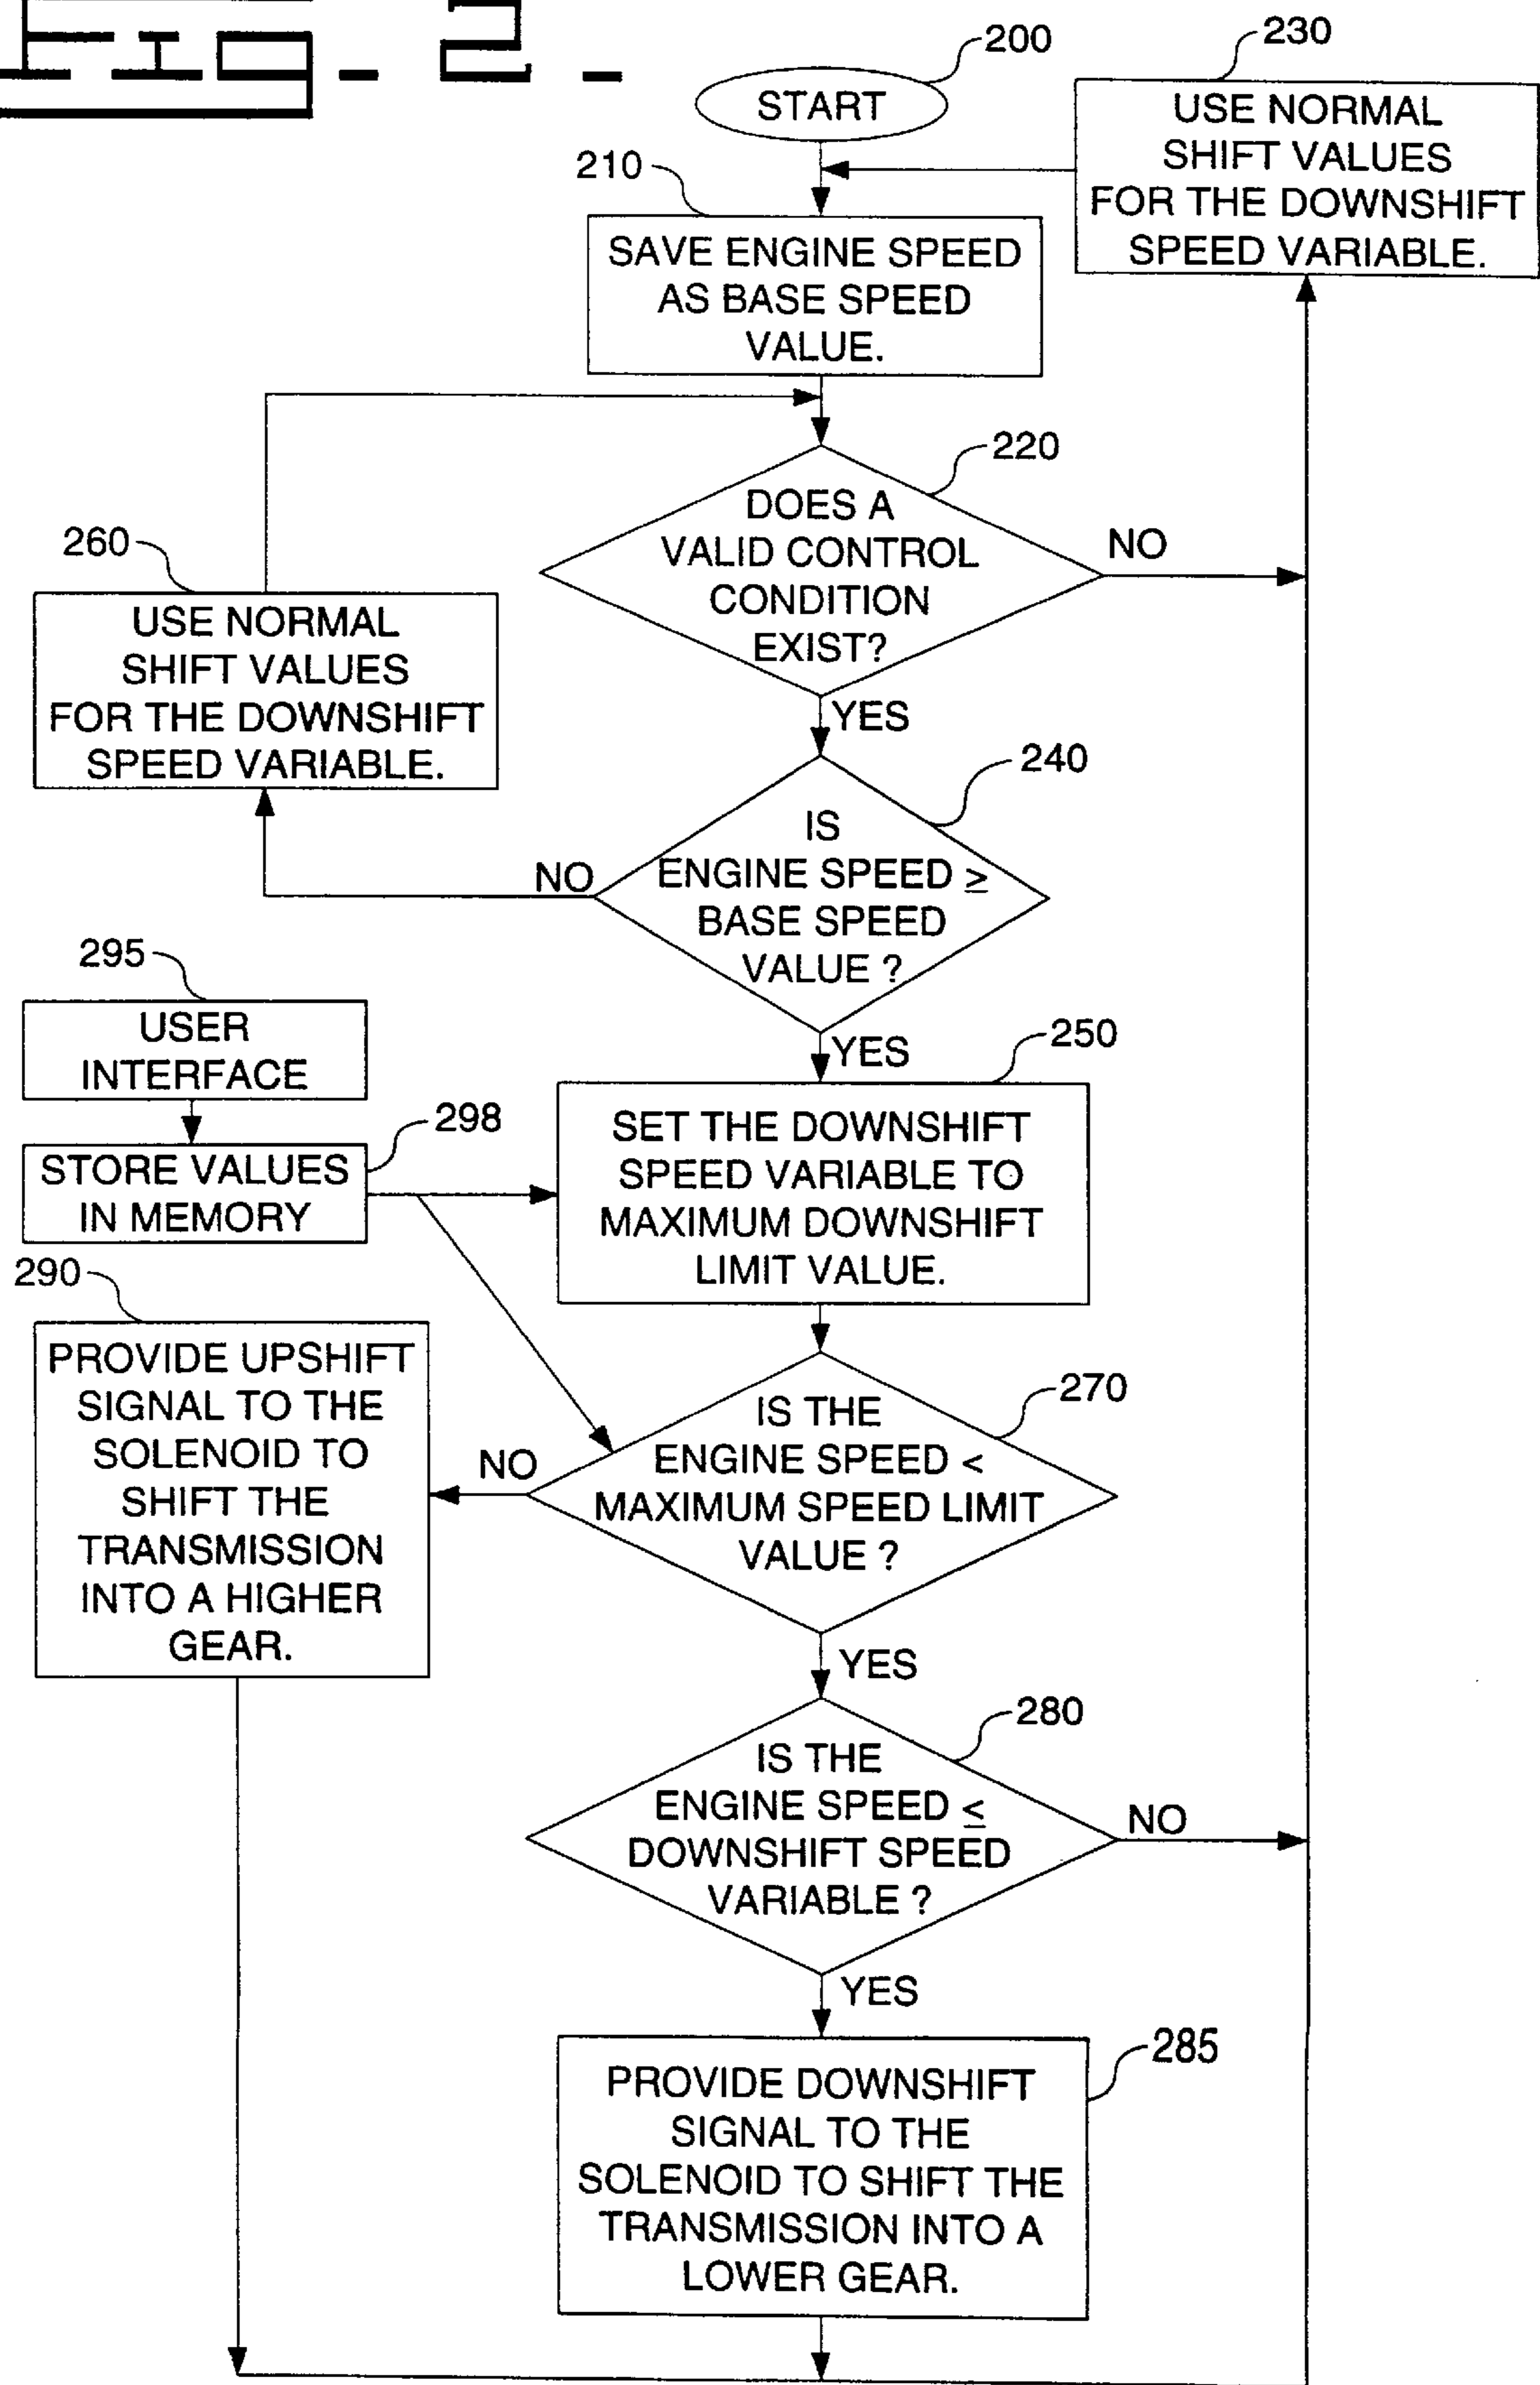 FIG - 2 -
200
START
230
USE NORMAL
SHIFT VALUES
FOR THE DOWNSHIFT
SPEED VARIABLE.
210
SAVE ENGINE SPEED
AS BASE SPEED
VALUE.
220
DOES A
VALID CONTROL
CONDITION
EXIST?
NO
YES
260
USE NORMAL
SHIFT VALUES
FOR THE DOWNSHIFT
SPEED VARIABLE.
240
IS
ENGINE SPEED ≥
BASE SPEED
VALUE ?
NO
YES
295
USER
INTERFACE
298
STORE VALUES
IN MEMORY
250
SET THE DOWNSHIFT
SPEED VARIABLE TO
MAXIMUM DOWNSHIFT
LIMIT VALUE.
290
PROVIDE UPSHIFT
SIGNAL TO THE
SOLENOID TO
SHIFT THE
TRANSMISSION
INTO A HIGHER
GEAR.
270
IS THE
ENGINE SPEED <
MAXIMUM SPEED LIMIT
VALUE ?
NO
YES
280
IS THE
ENGINE SPEED ≤
DOWNSHIFT SPEED
VARIABLE ?
NO
YES
285
PROVIDE DOWNSHIFT
SIGNAL TO THE
SOLENOID TO SHIFT THE
TRANSMISSION INTO A
LOWER GEAR.